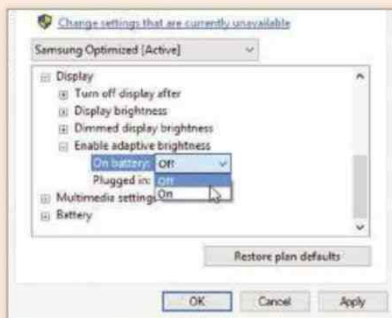 Change settings that are currently unavailable
Samsung Optimized [Active]
Display
Turn off display after
Display brightness
Dimmed display brightness
Enable adaptive brightness
On battery: Off
Plugged in: Off
On
Multimedia settings
Battery
Restore plan defaults
OK Cancel Apply